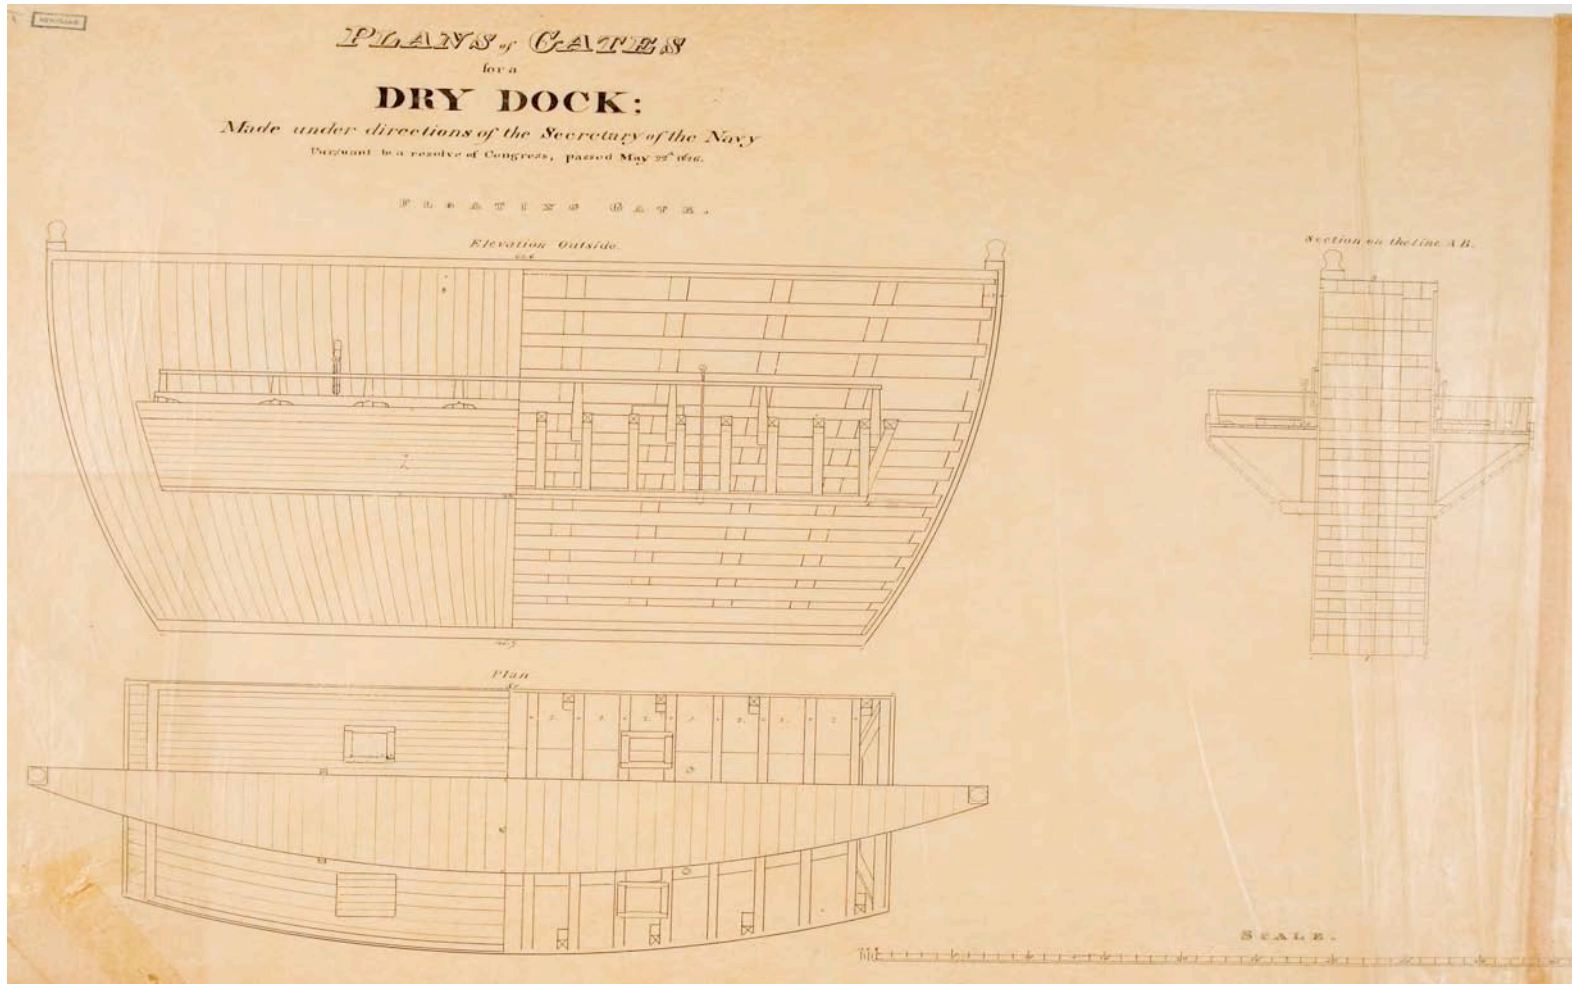 PLANS of GATES
for a
DRY DOCK:
Made under directions of the Secretary of the Navy
Pursuant to a resolve of Congress, passed May 22d 1826.
FLOATING GATE.
Elevation Outside.
Section on the line A B.
Plan
SCALE.